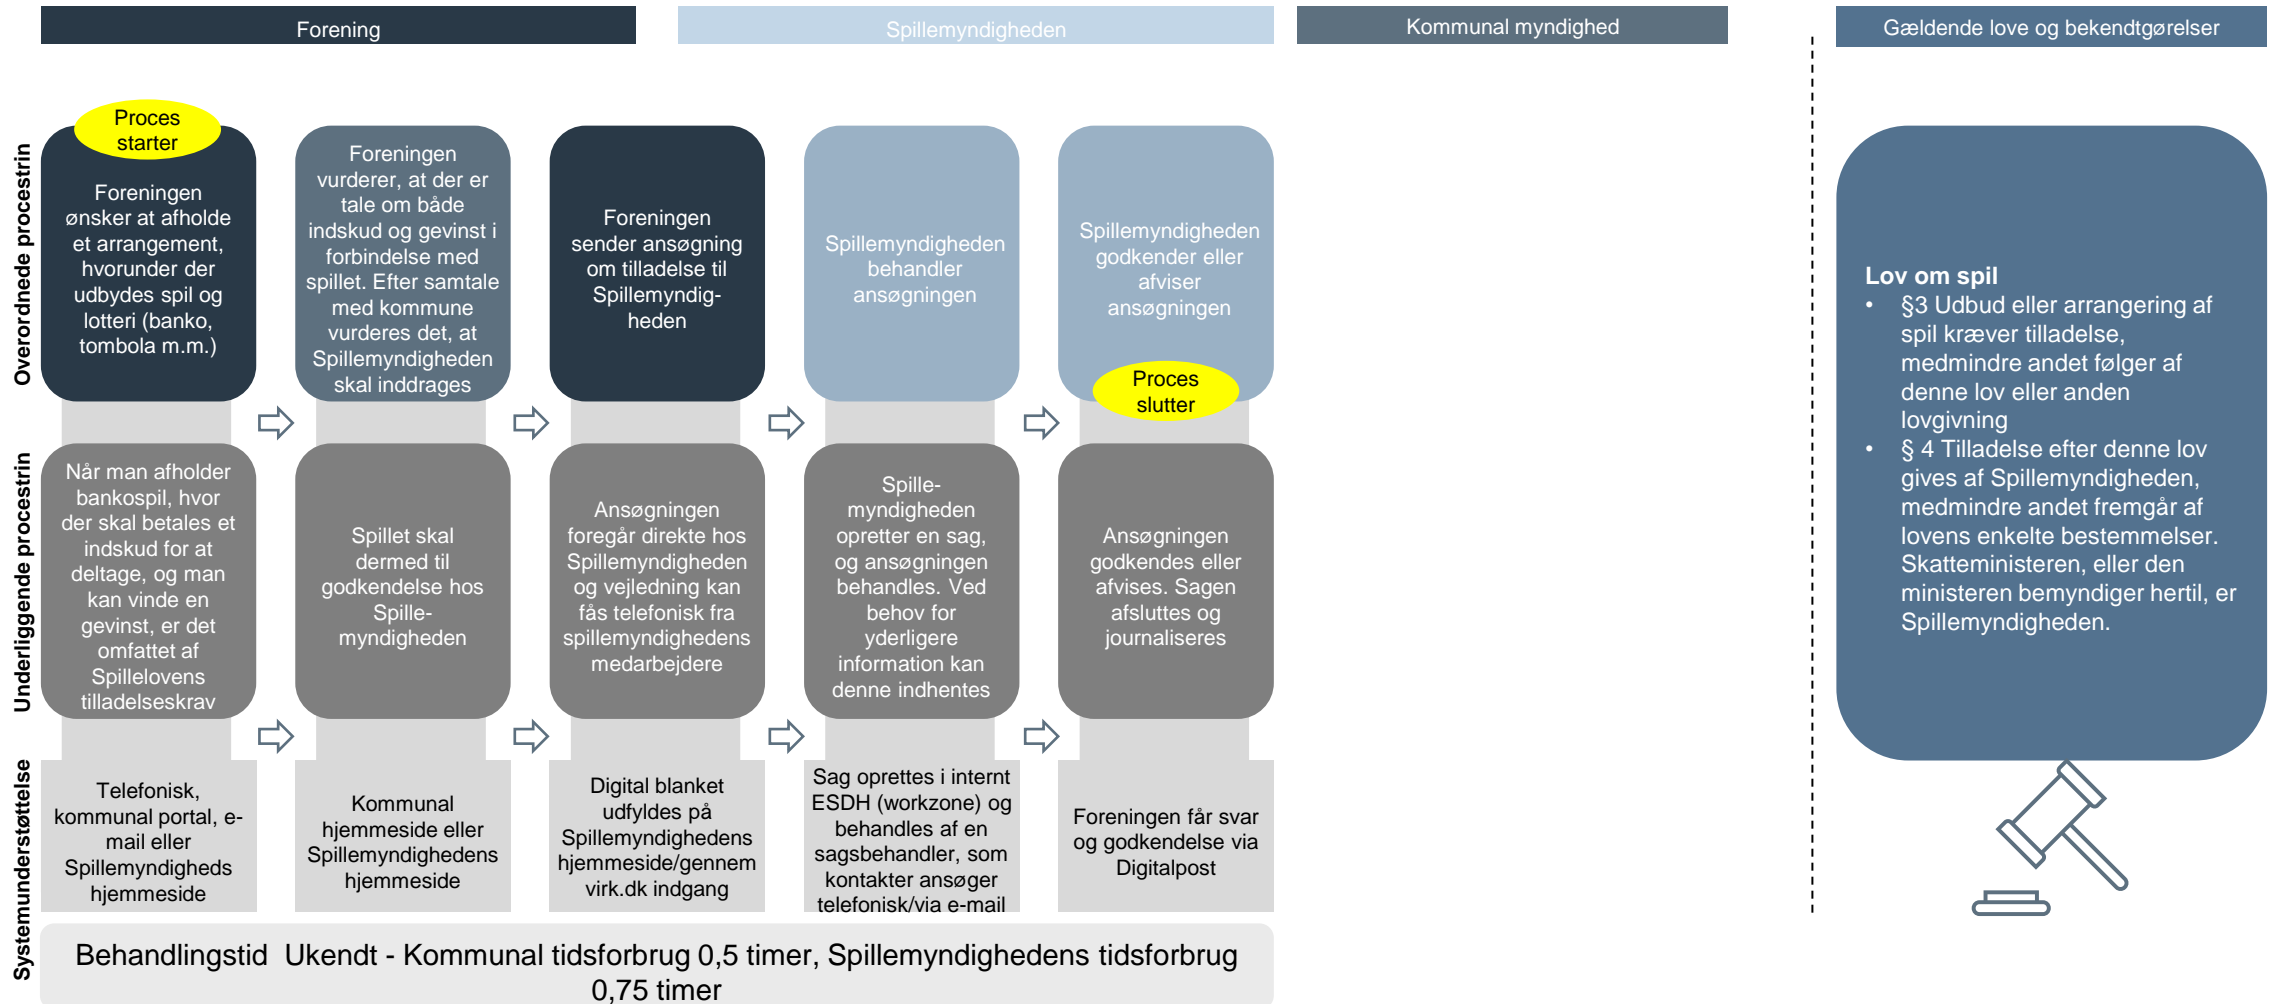 Forening
Spillemyndigheden
Kommunal myndighed
Gældende love og bekendtgørelser
Overordnede procestrin
Proces
starter
Foreningen
ønsker at afholde
et arrangement,
hvorunder der
udbydes spil og
lotteri (banko,
tombola m.m.)
Foreningen
vurderer, at der er
tale om både
indskud og gevinst i
forbindelse med
spillet. Efter samtale
med kommune
vurderes det, at
Spillemyndigheden
skal inddrages
Foreningen
sender ansøgning
om tilladelse til
Spillemyndig-
heden
Spillemyndigheden
behandler
ansøgningen
Spillemyndigheden
godkender eller
afviser
ansøgningen
Proces
slutter
Underliggende procestrin
Når man afholder
bankospil, hvor
der skal betales et
indskud for at
deltage, og man
kan vinde en
gevinst, er det
omfattet af
Spillelovens
tilladelseskrav
Spillet skal
dermed til
godkendelse hos
Spille-
myndigheden
Ansøgningen
foregår direkte hos
Spillemyndigheden
og vejledning kan
fås telefonisk fra
spillemyndighedens
medarbejdere
Spille-
myndigheden
opretter en sag,
og ansøgningen
behandles. Ved
behov for
yderligere
information kan
denne indhentes
Ansøgningen
godkendes eller
afvises. Sagen
afsluttes og
journaliseres
Systemunderstøttelse
Telefonisk,
kommunal portal, e-
mail eller
Spillemyndigheds
hjemmeside
Kommunal
hjemmeside eller
Spillemyndighedens
hjemmeside
Digital blanket
udfyldes på
Spillemyndighedens
hjemmeside/gennem
virk.dk indgang
Sag oprettes i internt
ESDH (workzone) og
behandles af en
sagsbehandler, som
kontakter ansøger
telefonisk/via e-mail
Foreningen får svar
og godkendelse via
Digitalpost
Behandlingstid  Ukendt - Kommunal tidsforbrug 0,5 timer, Spillemyndighedens tidsforbrug
0,75 timer
Lov om spil
• §3 Udbud eller arrangering af
spil kræver tilladelse,
medmindre andet følger af
denne lov eller anden
lovgivning
• § 4 Tilladelse efter denne lov
gives af Spillemyndigheden,
medmindre andet fremgår af
lovens enkelte bestemmelser.
Skatteministeren, eller den
ministeren bemyndiger hertil, er
Spillemyndigheden.